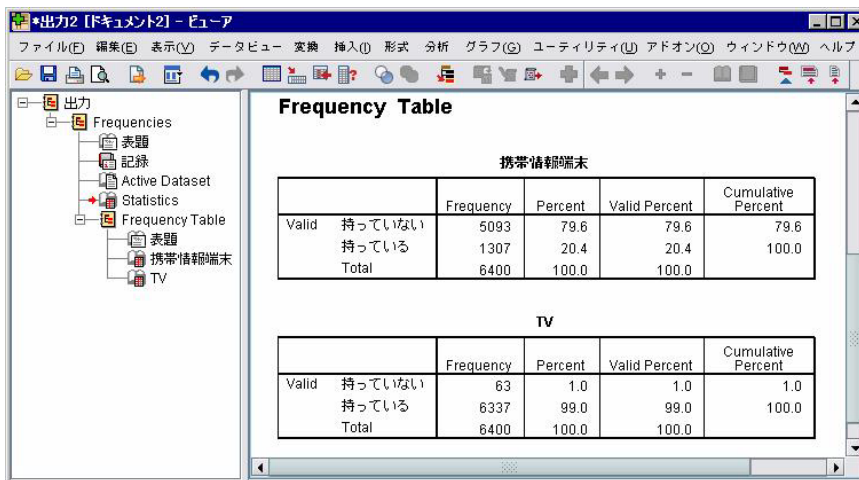 *出力2 [ドキュメント2] - ビューア
ファイル(F) 編集(E) 表示(V) データ ビュー 変換 挿入(I) 形式 分析 グラフ(G) ユーティリティ(U) アドオン(O) ウィンドウ(W) ヘルプ
出力
Frequencies
表題
記録
Active Dataset
Statistics
Frequency Table
表題
携帯情報端末
TV
Frequency Table
携帯情報端末
Frequency Percent Valid Percent Cumulative Percent
Valid 持っていない 5093 79.6 79.6 79.6
持っている 1307 20.4 20.4 100.0
Total 6400 100.0 100.0
TV
Frequency Percent Valid Percent Cumulative Percent
Valid 持っていない 63 1.0 1.0 1.0
持っている 6337 99.0 99.0 100.0
Total 6400 100.0 100.0